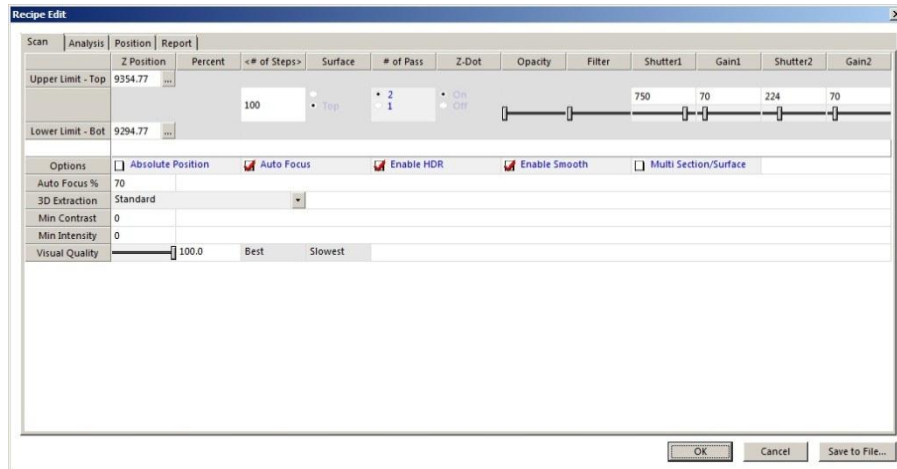 Recipe Edit
Scan Analysis Position Report
Z Position Percent <# of Steps> Surface # of Pass Z-Dot Opacity Filter Shutter1 Gain1 Shutter2 Gain2
Upper Limit - Top 9354.77 ...
100 Top 2 On 750 70 224 70
1 Off
Lower Limit - Bot 9294.77 ...
Options Absolute Position Auto Focus Enable HDR Enable Smooth Multi Section/Surface
Auto Focus % 70
3D Extraction Standard
Min Contrast 0
Min Intensity 0
Visual Quality 100.0 Best Slowest
OK Cancel Save to File...